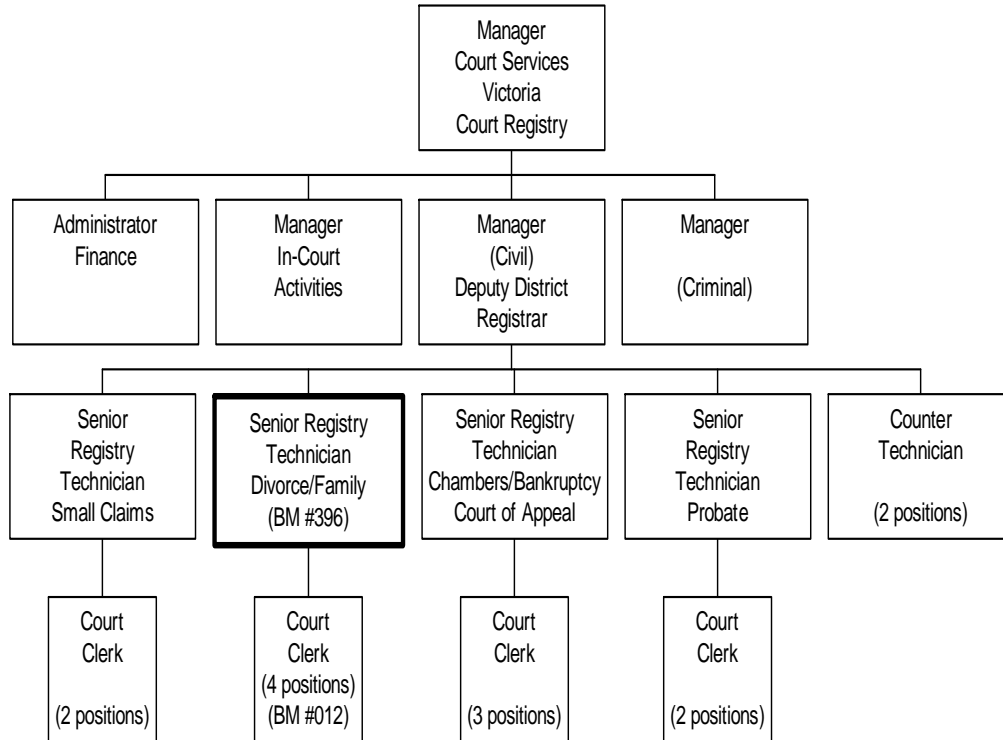 Manager
Court Services
Victoria
Court Registry
Administrator
Finance
Manager
In-Court
Activities
Manager
(Civil)
Deputy District
Registrar
Manager
(Criminal)
Senior
Registry
Technician
Small Claims
Senior Registry
Technician
Divorce/Family
(BM #396)
Senior Registry
Technician
Chambers/Bankruptcy
Court of Appeal
Senior
Registry
Technician
Probate
Counter
Technician
(2 positions)
Court
Clerk
(2 positions)
Court
Clerk
(4 positions)
(BM #012)
Court
Clerk
(3 positions)
Court
Clerk
(2 positions)